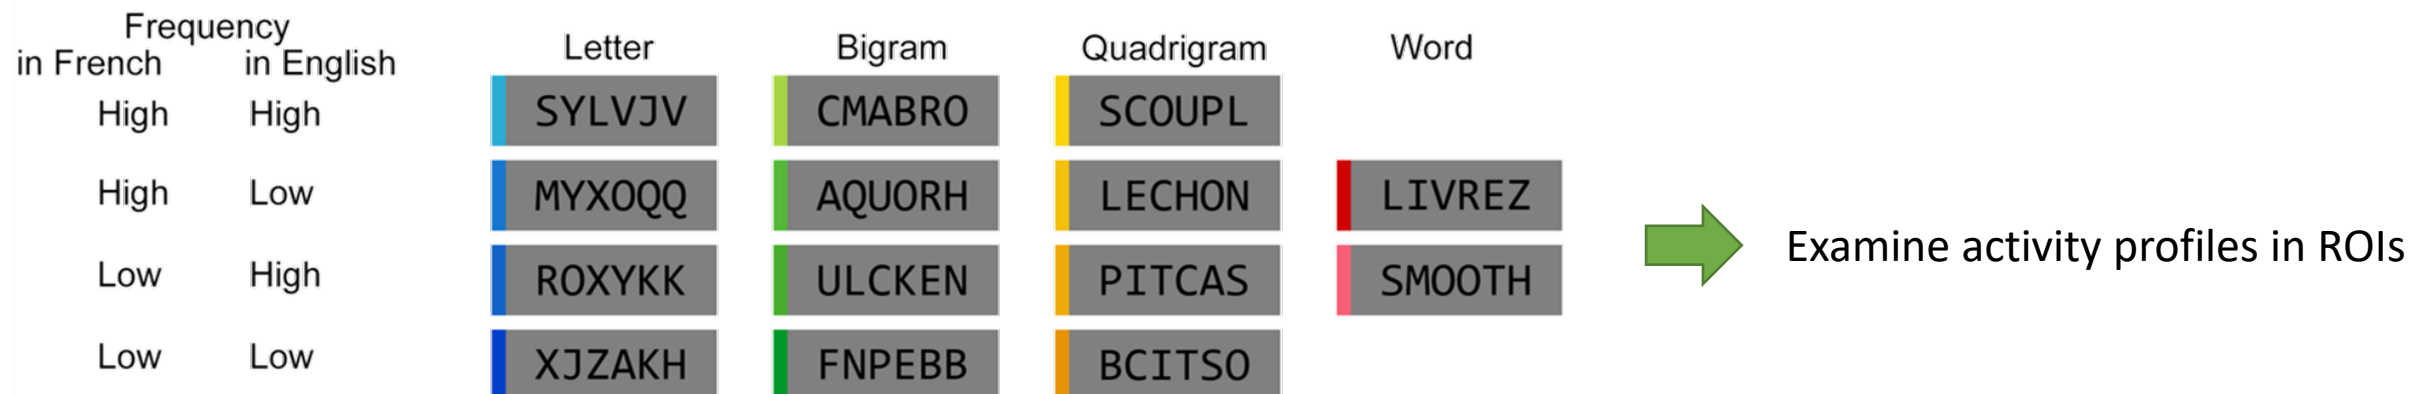 Frequency
in French in English Letter Bigram Quadrigram Word
High High SYLVJV CMABRO SCOUPL
High Low MYXOQQ AQUORH LECHON LIVREZ
Examine activity profiles in ROIs
Low High ROXYKK ULCKEN PITCAS SMOOTH
Low Low XJZAKH FNPEBB BCITSO